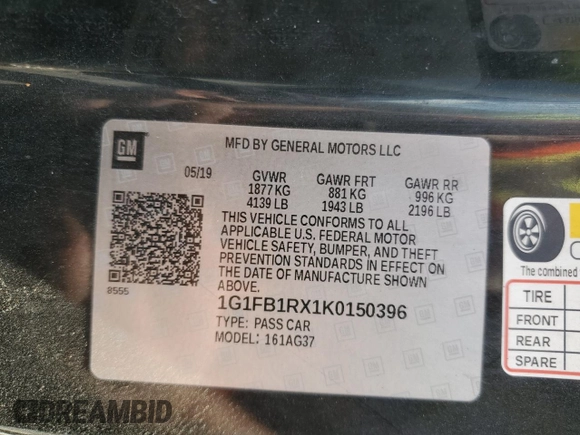 GM
MFD BY GENERAL MOTORS LLC
05/19
GVWR GAWR FRT GAWR RR
1877 KG 881 KG 996 KG
4139 LB 1943 LB 2196 LB
THIS VEHICLE CONFORMS TO ALL
APPLICABLE U.S. FEDERAL MOTOR
VEHICLE SAFETY, BUMPER, AND THEFT
PREVENTION STANDARDS IN EFFECT ON
THE DATE OF MANUFACTURE SHOWN
ABOVE.
8555
1G1FB1RX1K0150396
TYPE: PASS CAR
MODEL: 161AG37
The combined
TIRE
FRONT
REAR
SPARE
DREAMBID